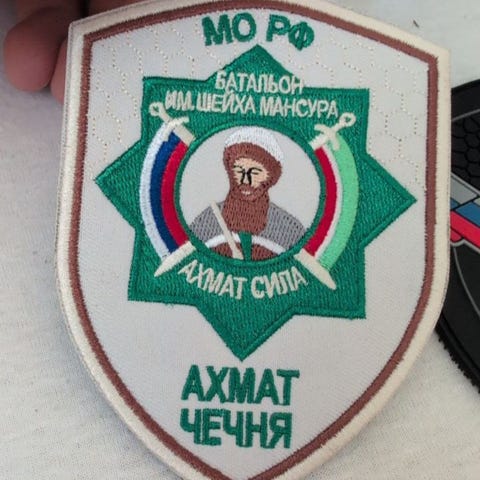 МО РФ
БАТАЛЬОН
ИМ. ШЕЙХА МАНСУРА
АХМАТ СИЛА
АХМАТ
ЧЕЧНЯ